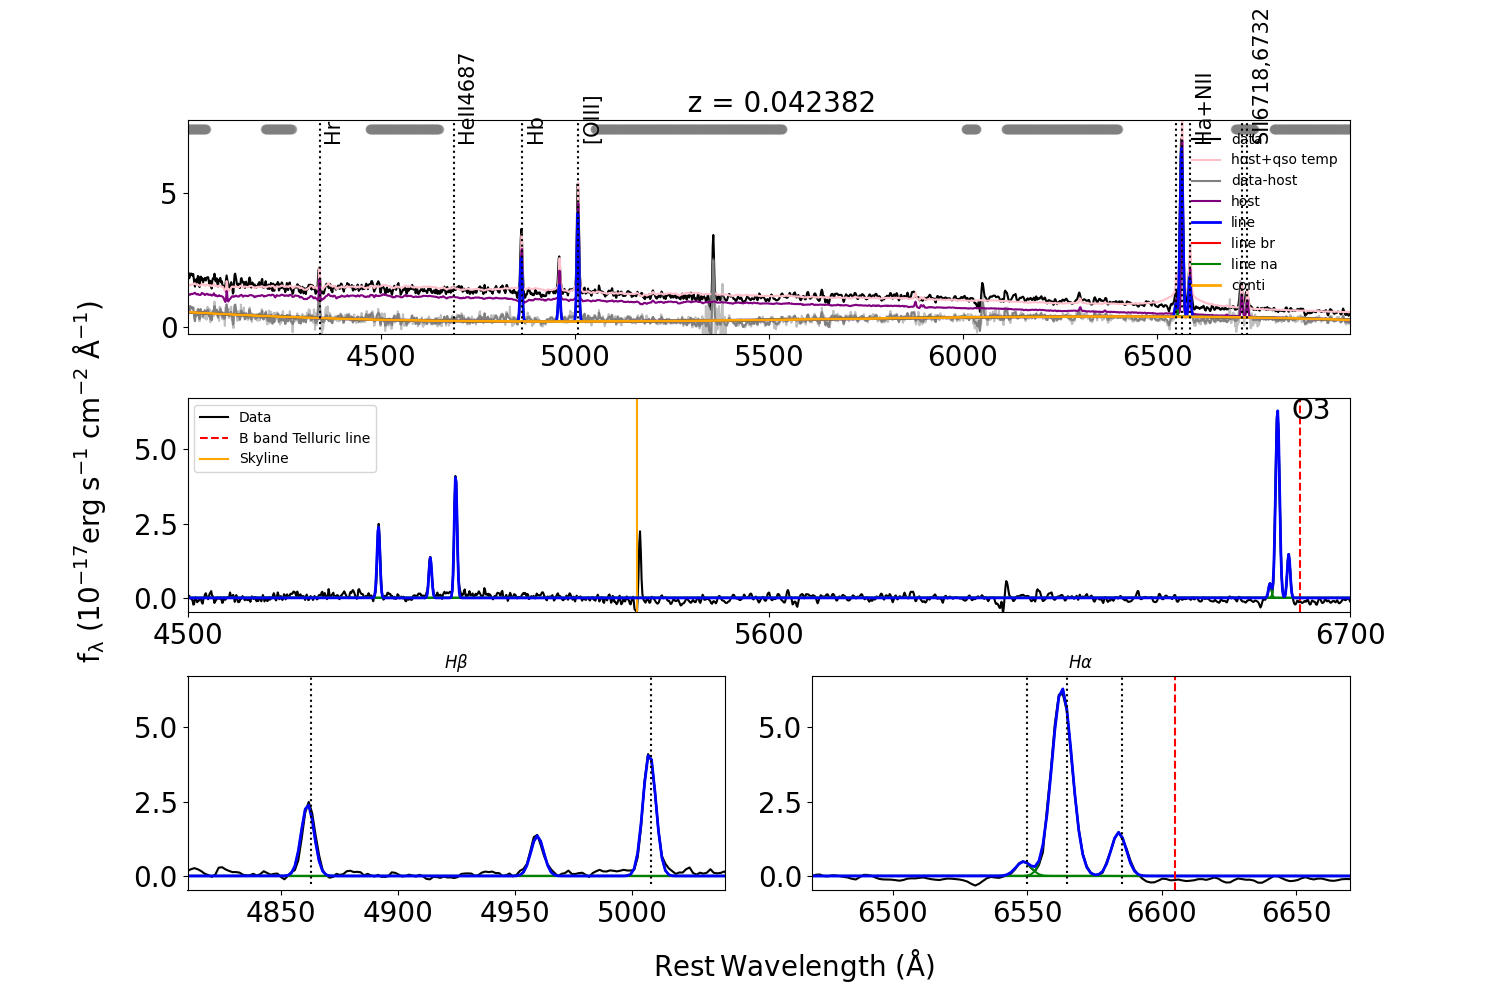 z = 0.042382
Hr
HeII4687
Hb
[OIII]
Ha+NII
SII6718,6732
data
host+qso temp
data-host
host
line
line br
line na
conti
5
0
4500
5000
5500
6000
6500
fλ (10⁻¹⁷erg s⁻¹ cm⁻² Å⁻¹)
Data
B band Telluric line
Skyline
O3
5.0
2.5
0.0
4500
5600
6700
Hβ
5.0
2.5
0.0
4850
4900
4950
5000
Hα
5.0
2.5
0.0
6500
6550
6600
6650
Rest Wavelength (Å)